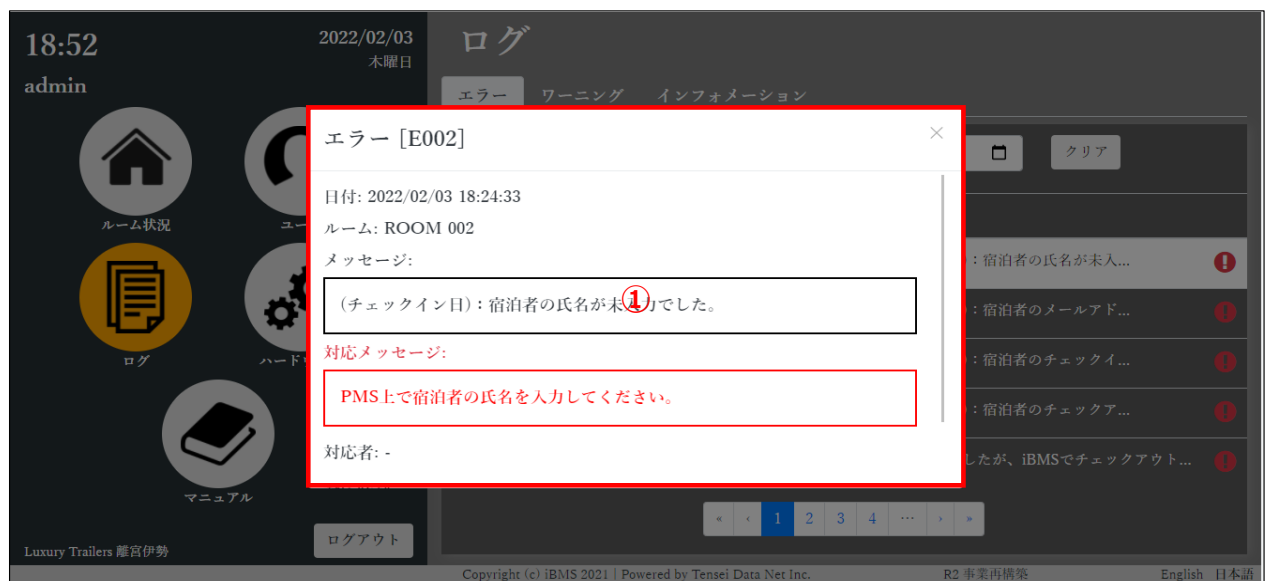 18:52
2022/02/03
木曜日
admin
ルーム状況
ログ
マニュアル
ログアウト
Luxury Trailers 離宮伊勢
ログ
エラー ワーニング インフォメーション
クリア
エラー [E002]
×
日付: 2022/02/03 18:24:33
ルーム: ROOM 002
メッセージ:
(チェックイン日)：宿泊者の氏名が未入力でした。
①
対応メッセージ:
PMS上で宿泊者の氏名を入力してください。
対応者: -
：宿泊者の氏名が未入...
：宿泊者のメールアド...
：宿泊者のチェックイ...
：宿泊者のチェックア...
したが、iBMSでチェックアウト...
« ‹ 1 2 3 4 ... › »
Copyright (c) iBMS 2021 | Powered by Tensei Data Net Inc.
R2 事業再構築
English 日本語